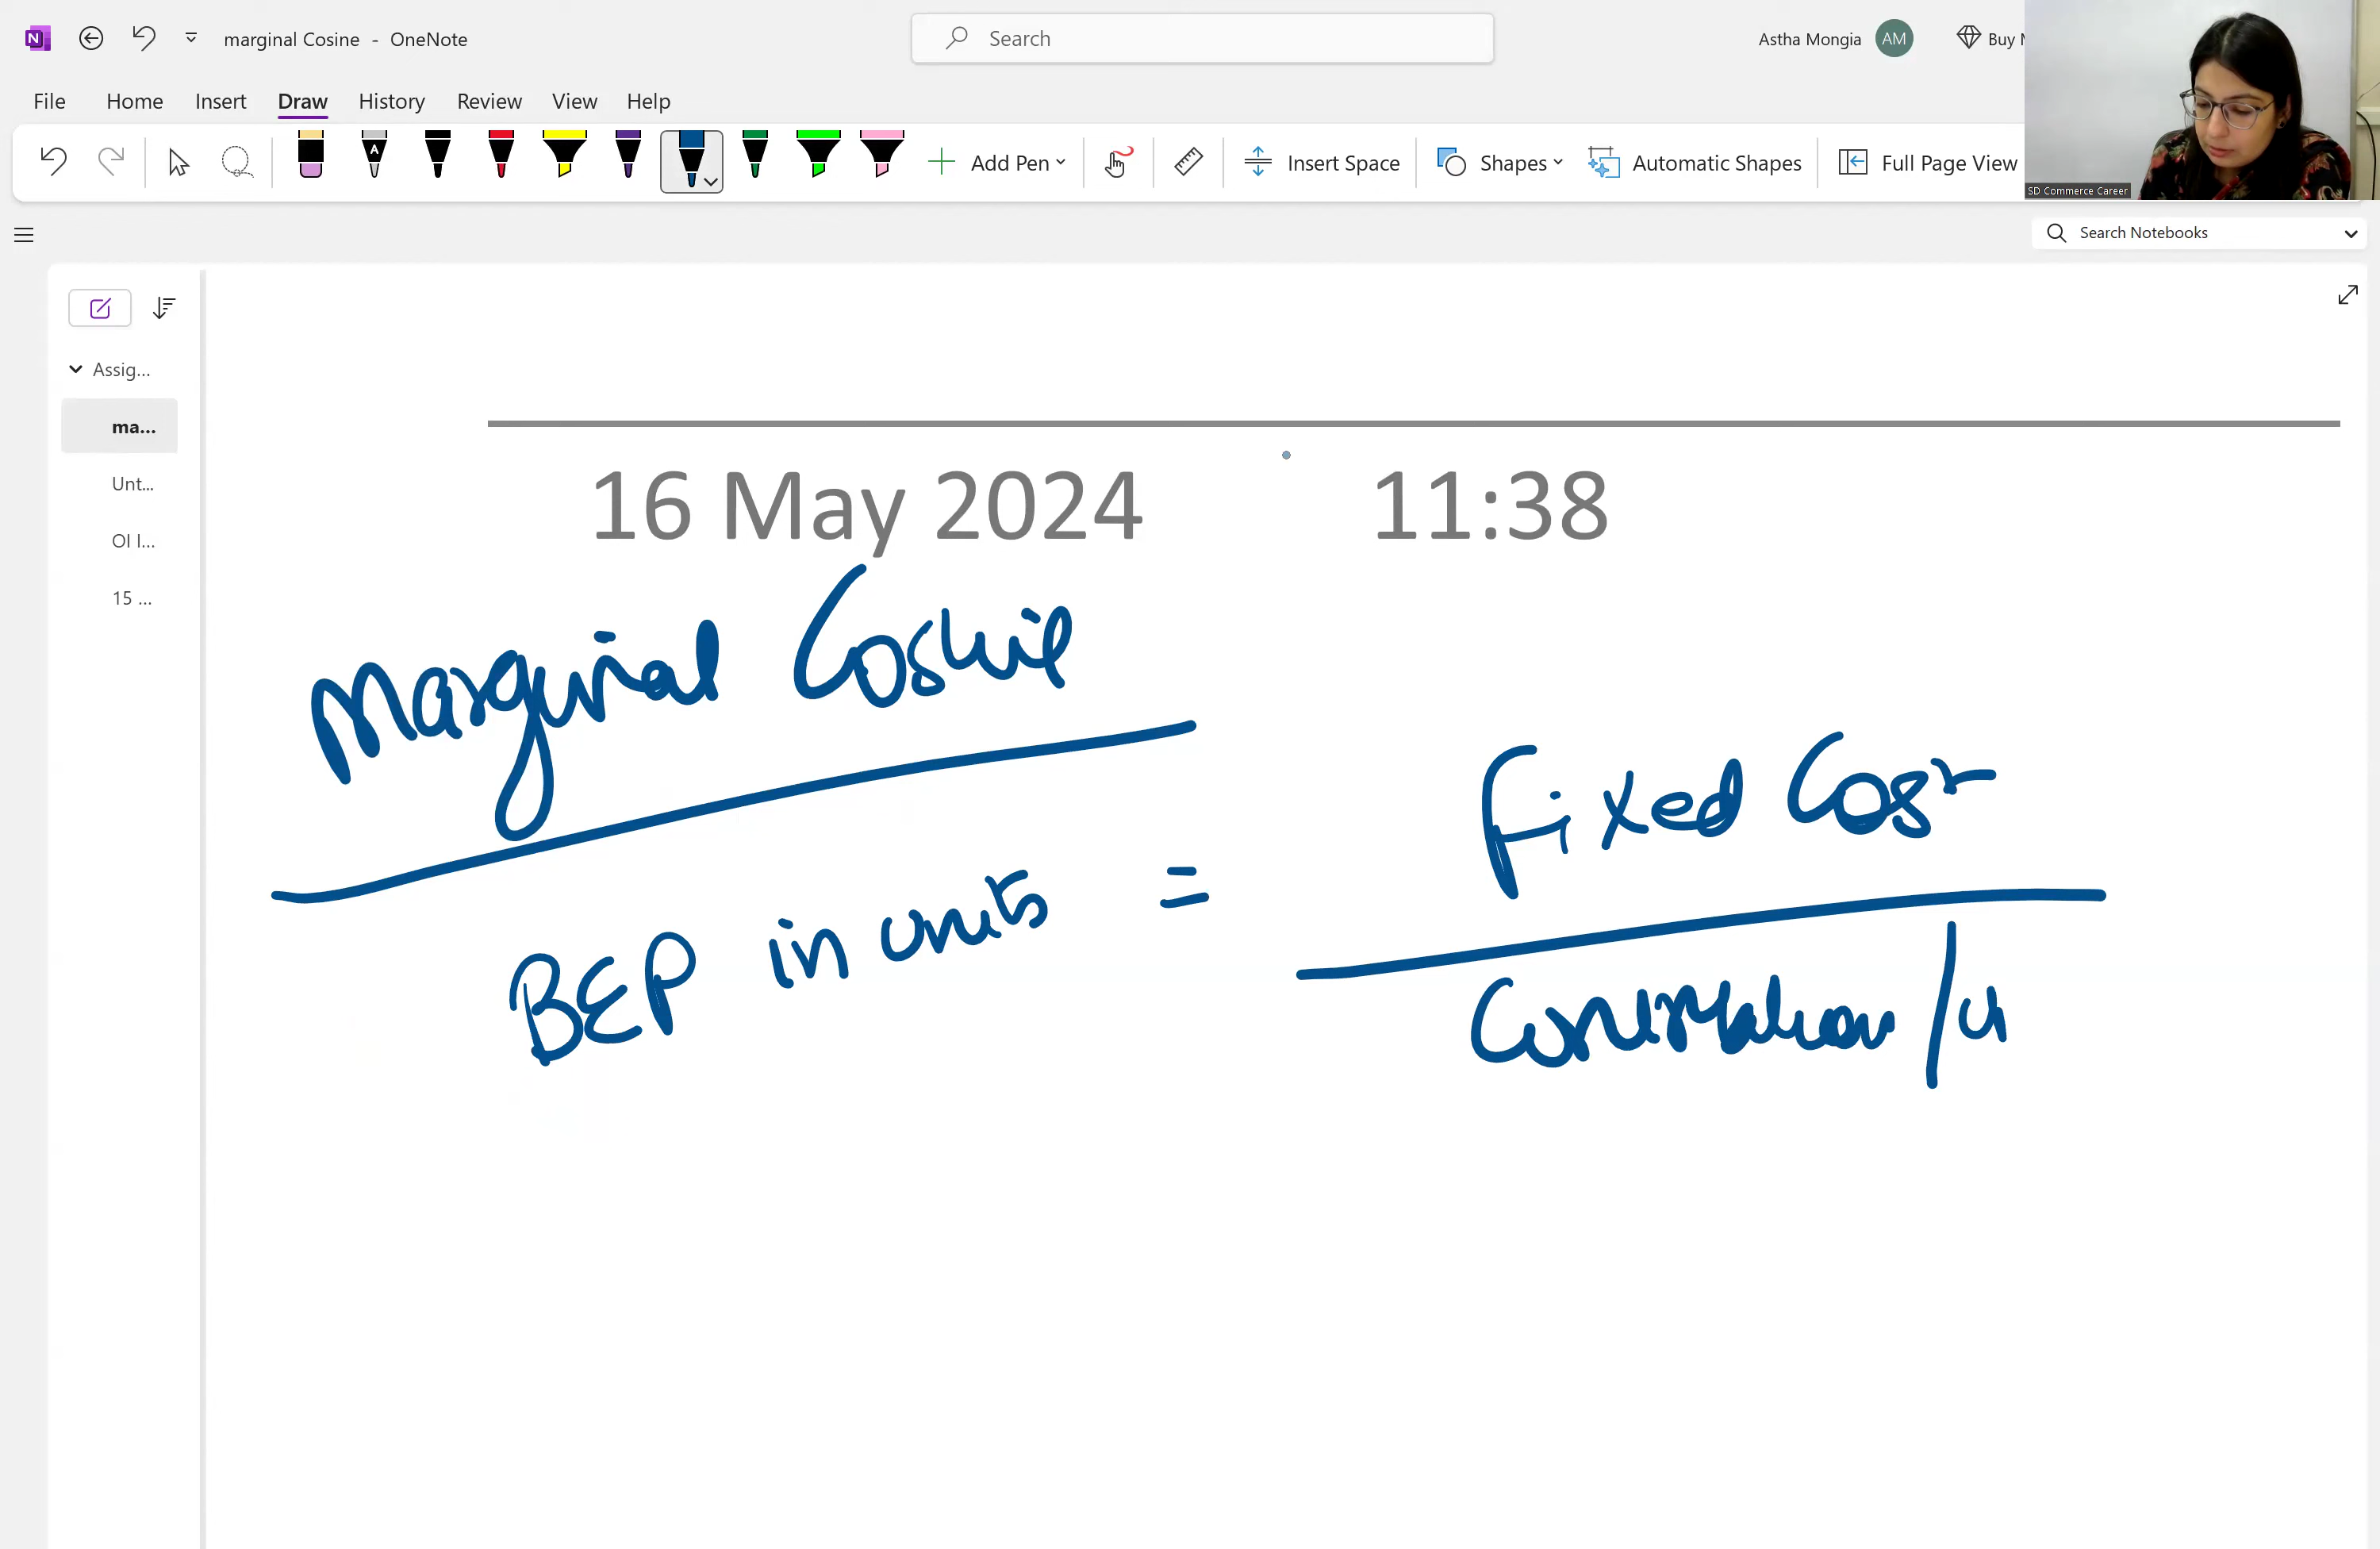 marginal Cosine - OneNote
Search
Astha Mongia AM Buy
File Home Insert Draw History Review View Help
Add Pen Insert Space Shapes Automatic Shapes Full Page View
SD Commerce Career
Search Notebooks
Assig...
ma...
Unt...
OI I...
15 ...
16 May 2024 11:38
Marginal
BEP in units = Fixed Cost
/u